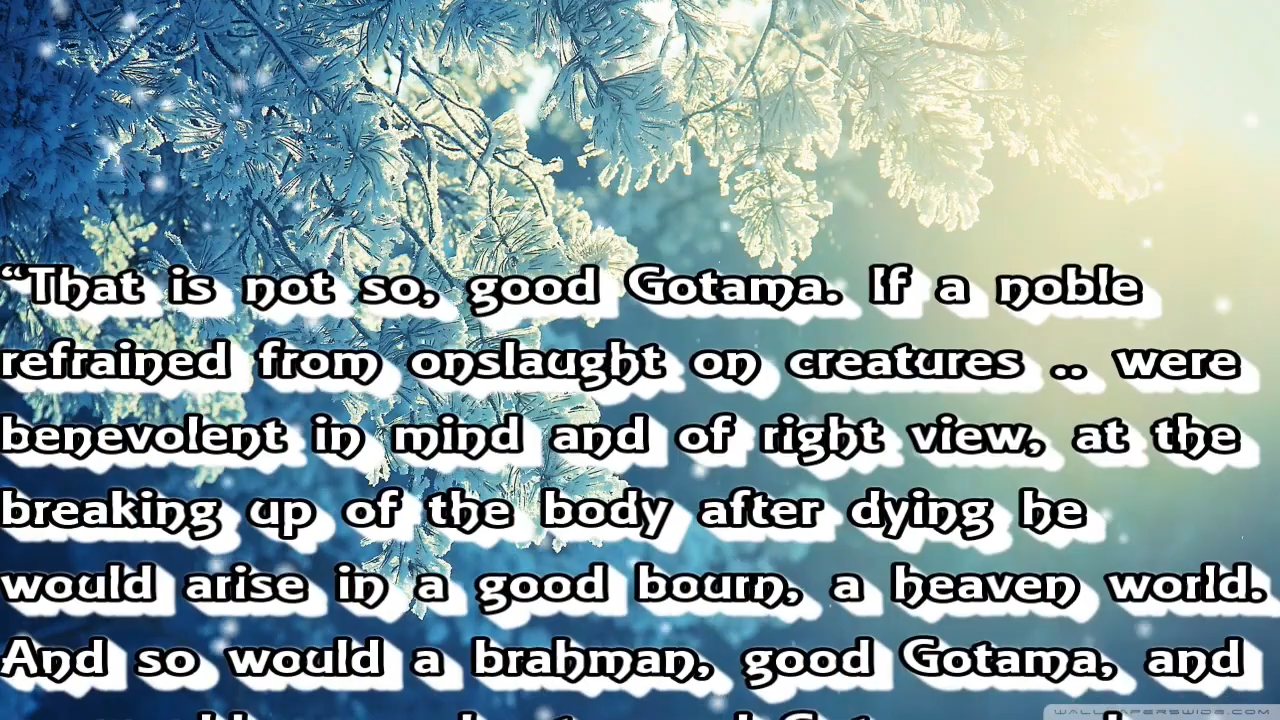 “That is not so, good Gotama. If a noble
refrained from onslaught on creatures .. were
benevolent in mind and of right view, at the
breaking up of the body after dying he
would arise in a good bourn, a heaven world.
And so would a brahman, good Gotama, and
WALLPAPERSWIDE.COM